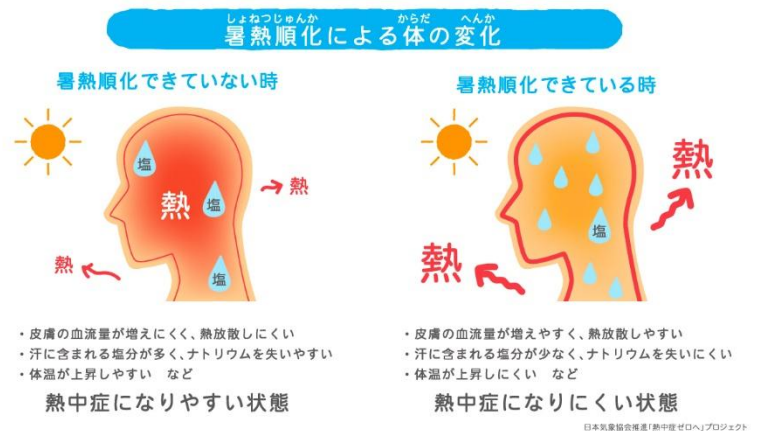 しょねつじゅんか からだ へんか
暑熱順化による体の変化
暑熱順化できていない時
塩
熱
塩
熱
熱
塩
・皮膚の血流量が増えにくく、熱放散しにくい
・汗に含まれる塩分が多く、ナトリウムを失いやすい
・体温が上昇しやすい など
熱中症になりやすい状態
暑熱順化できている時
熱
塩
熱
・皮膚の血流量が増えやすく、熱放散しやすい
・汗に含まれる塩分が少なく、ナトリウムを失いにくい
・体温が上昇しにくい など
熱中症になりにくい状態
日本気象協会推進「熱中症ゼロへ」プロジェクト